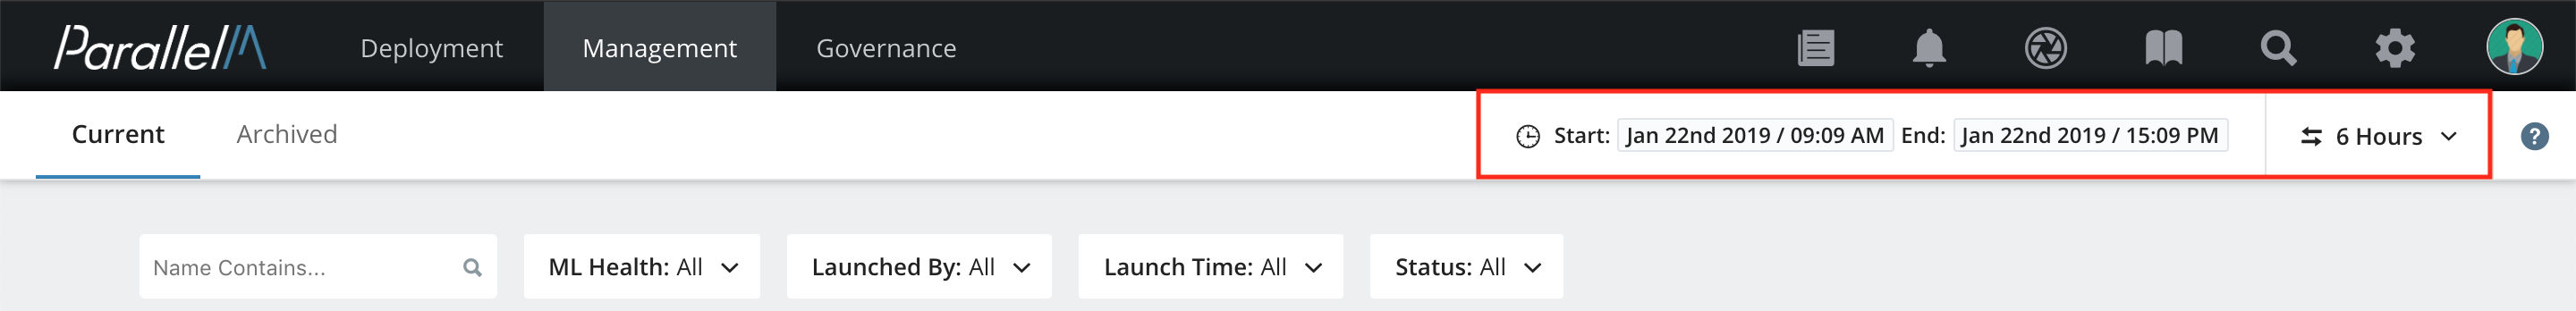 ParallelM Deployment Management Governance
Current Archived Start: Jan 22nd 2019 / 09:09 AM End: Jan 22nd 2019 / 15:09 PM 6 Hours ?
Name Contains... ML Health: All Launched By: All Launch Time: All Status: All